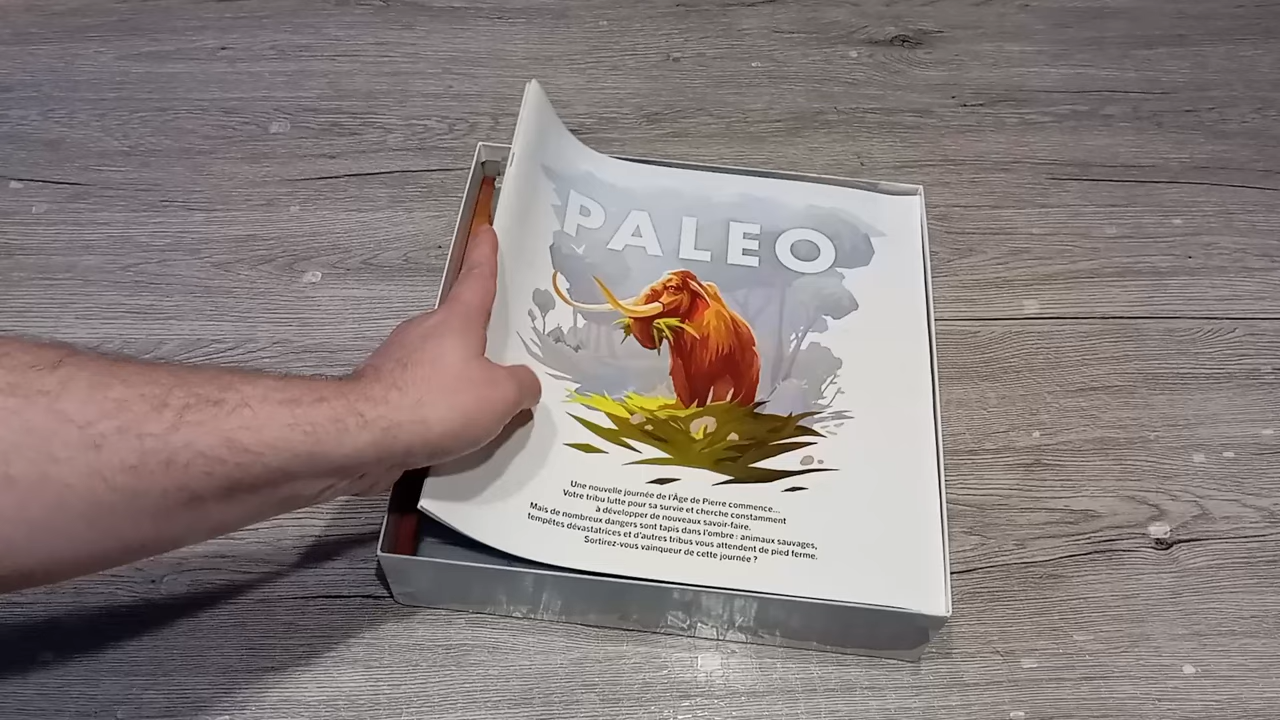 PALEO
Une nouvelle journée de l'Âge de Pierre commence...
Votre tribu lutte pour sa survie et cherche constamment
à développer de nouveaux savoir-faire.
Mais de nombreux dangers sont tapis dans l'ombre : animaux sauvages,
tempêtes dévastatrices et d'autres tribus vous attendent de pied ferme.
Sortirez-vous vainqueur de cette journée ?